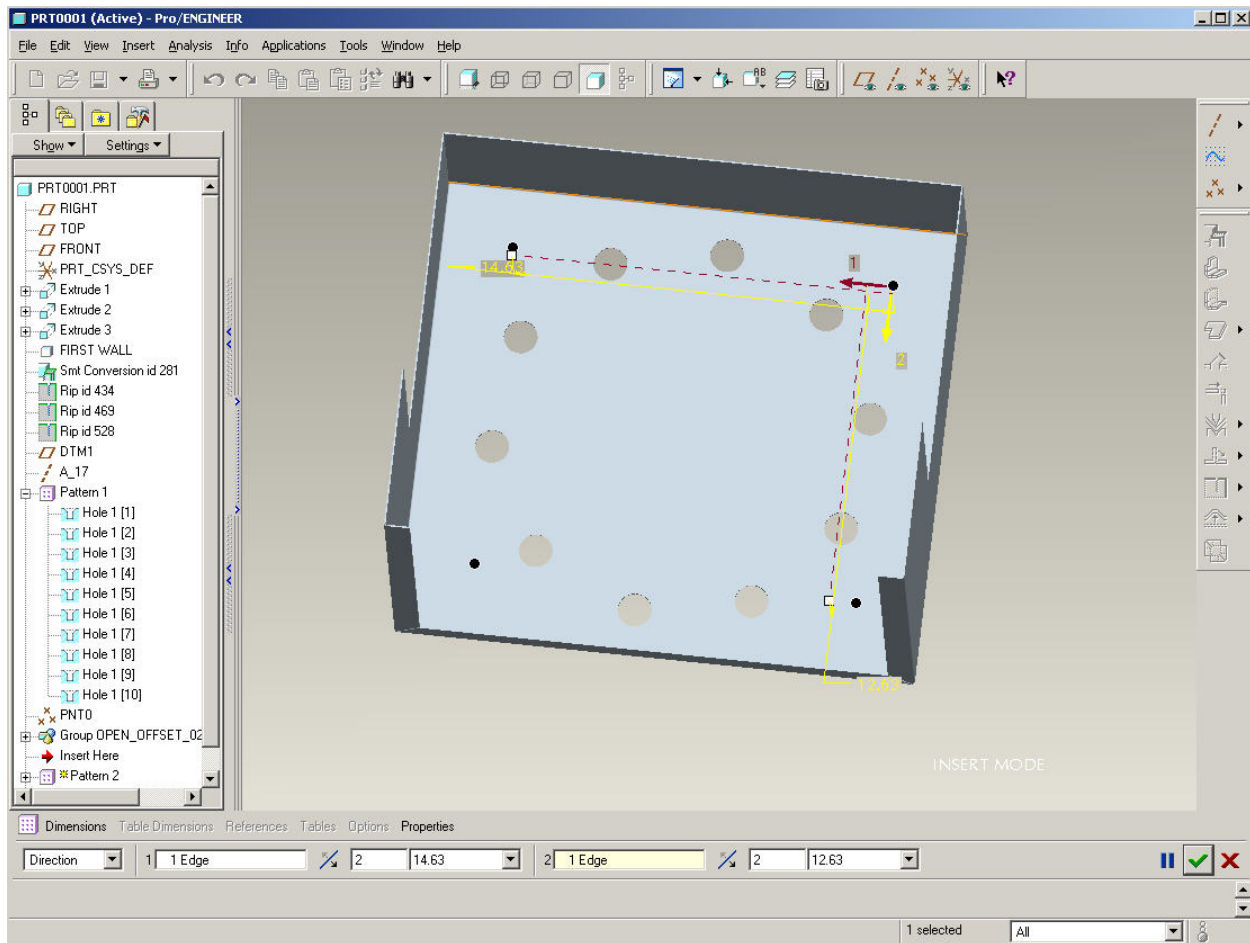 PRT0001 (Active) - Pro/ENGINEER
File Edit View Insert Analysis Info Applications Tools Window Help
Show Settings
PRT0001.PRT
RIGHT
TOP
FRONT
PRT_CSYS_DEF
Extrude 1
Extrude 2
Extrude 3
FIRST WALL
Smt Conversion id 281
Rip id 434
Rip id 469
Rip id 528
DTM1
A_17
Pattern 1
Hole 1 [1]
Hole 1 [2]
Hole 1 [3]
Hole 1 [4]
Hole 1 [5]
Hole 1 [6]
Hole 1 [7]
Hole 1 [8]
Hole 1 [9]
Hole 1 [10]
PNT0
Group OPEN_OFFSET_02
Insert Here
Pattern 2
14.63
1
2
12.63
INSERT MODE
Dimensions Table Dimensions References Tables Options Properties
Direction 1 1 Edge 2 14.63 2 1 Edge 2 12.63
1 selected All